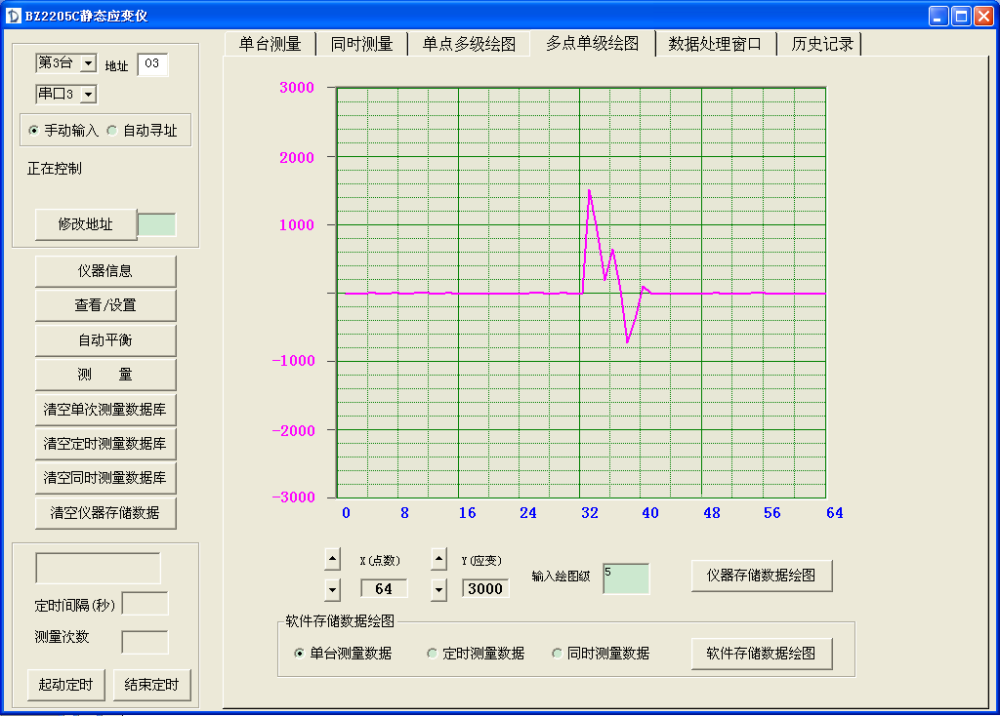 BZ2205C静态应变仪
单台测量 同时测量 单点多级绘图 多点单级绘图 数据处理窗口 历史记录
第3台 地址 03
串口3
手动输入 自动寻址
正在控制
修改地址
仪器信息
查看/设置
自动平衡
测 量
清空单次测量数据库
清空定时测量数据库
清空同时测量数据库
清空仪器存储数据
定时间隔(秒)
测量次数
起动定时 结束定时
3000
2000
1000
-1000
-2000
-3000
0 8 16 24 32 40 48 56 64
X(点数) Y(应变)
64 3000
输入绘图级 5 仪器存储数据绘图
软件存储数据绘图
单台测量数据 定时测量数据 同时测量数据 软件存储数据绘图